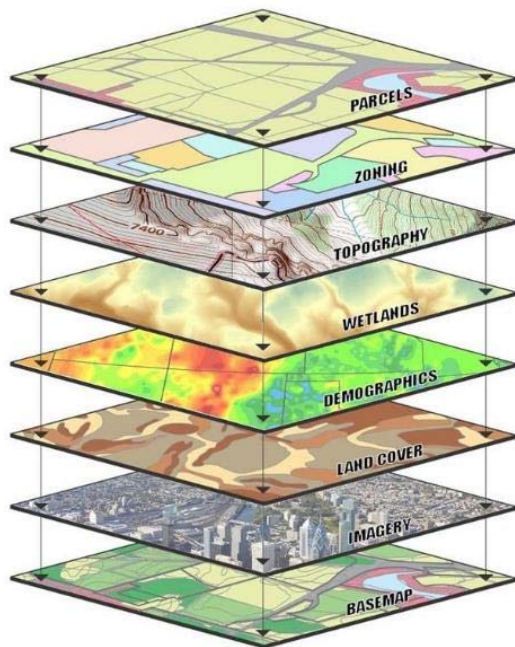 PARCELS
ZONING
7400
TOPOGRAPHY
WETLANDS
DEMOGRAPHICS
LAND COVER
IMAGERY
BASEMAP